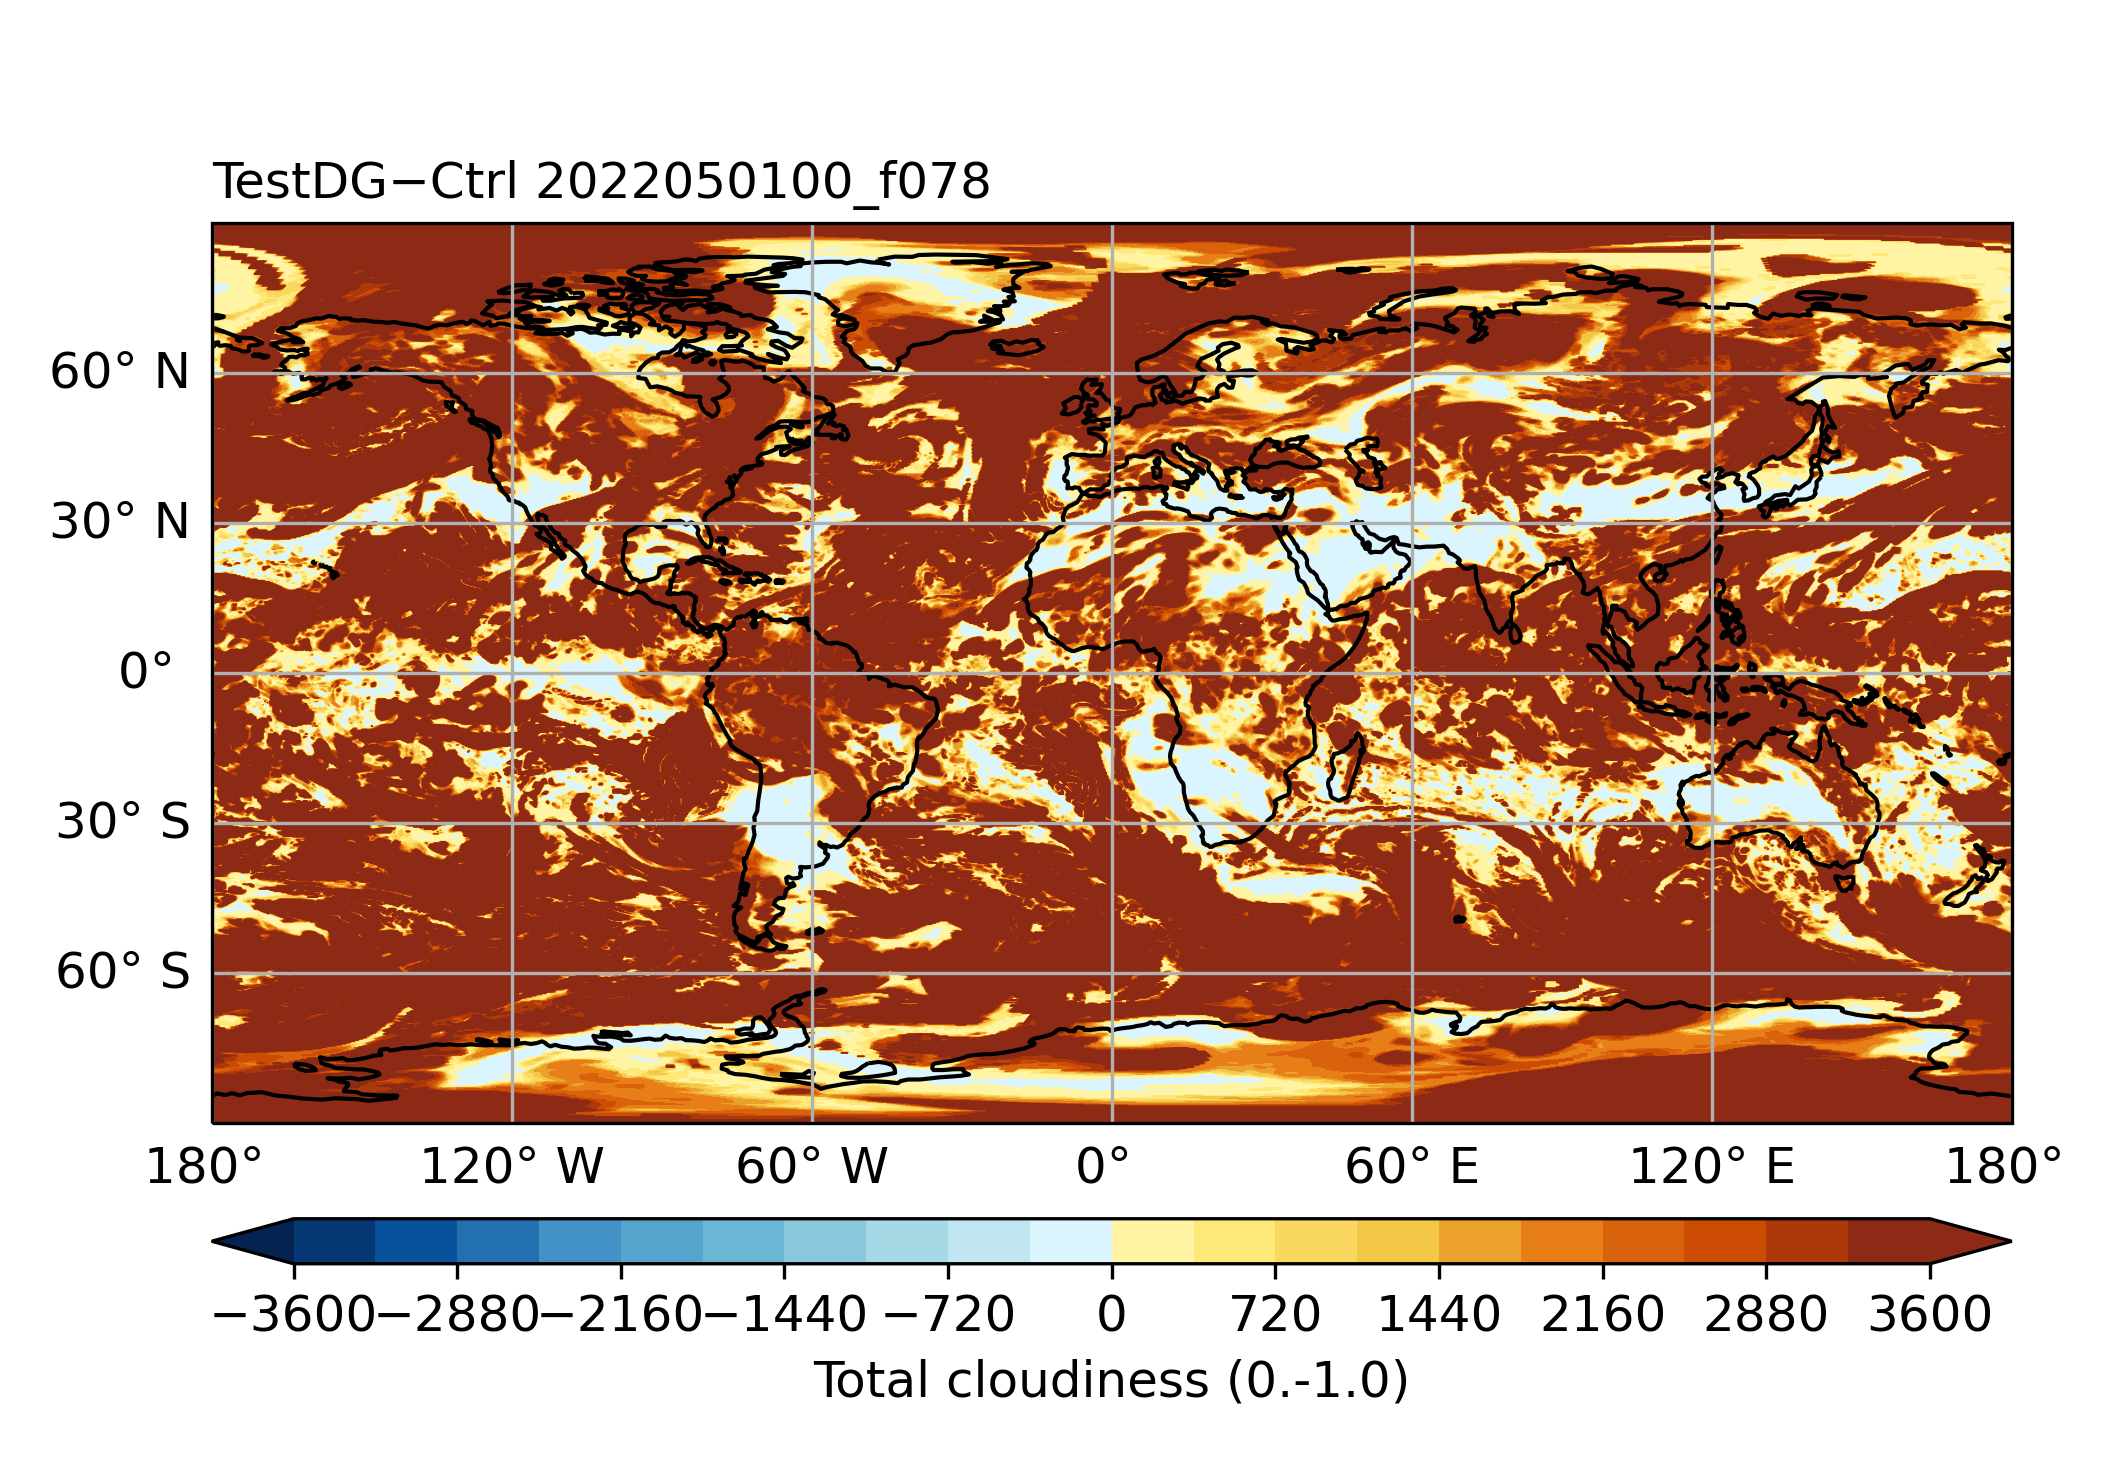 TestDG−Ctrl 2022050100_f078
60° N
30° N
0°
30° S
60° S
180° 120° W 60° W 0° 60° E 120° E 180°
−3600 −2880 −2160 −1440 −720 0 720 1440 2160 2880 3600
Total cloudiness (0.-1.0)